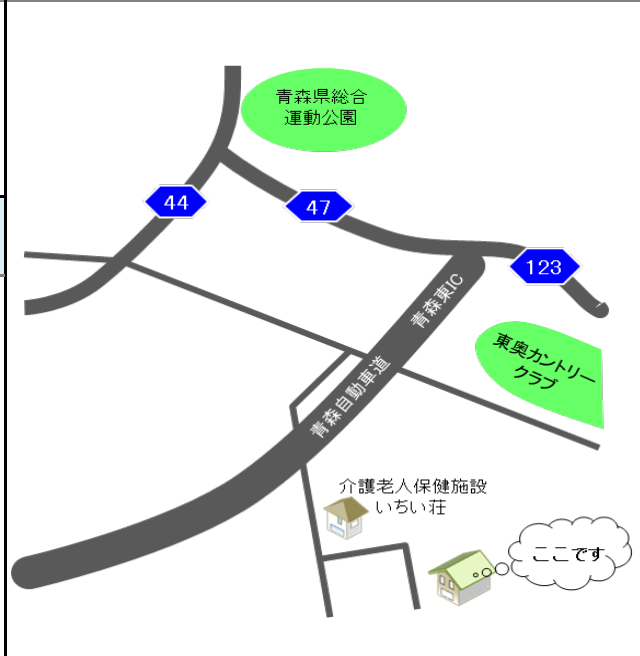 青森県総合
運動公園
44
47
123
青森東IC
東奥カントリー
クラブ
青森自動車道
介護老人保健施設
いちい荘
ここです